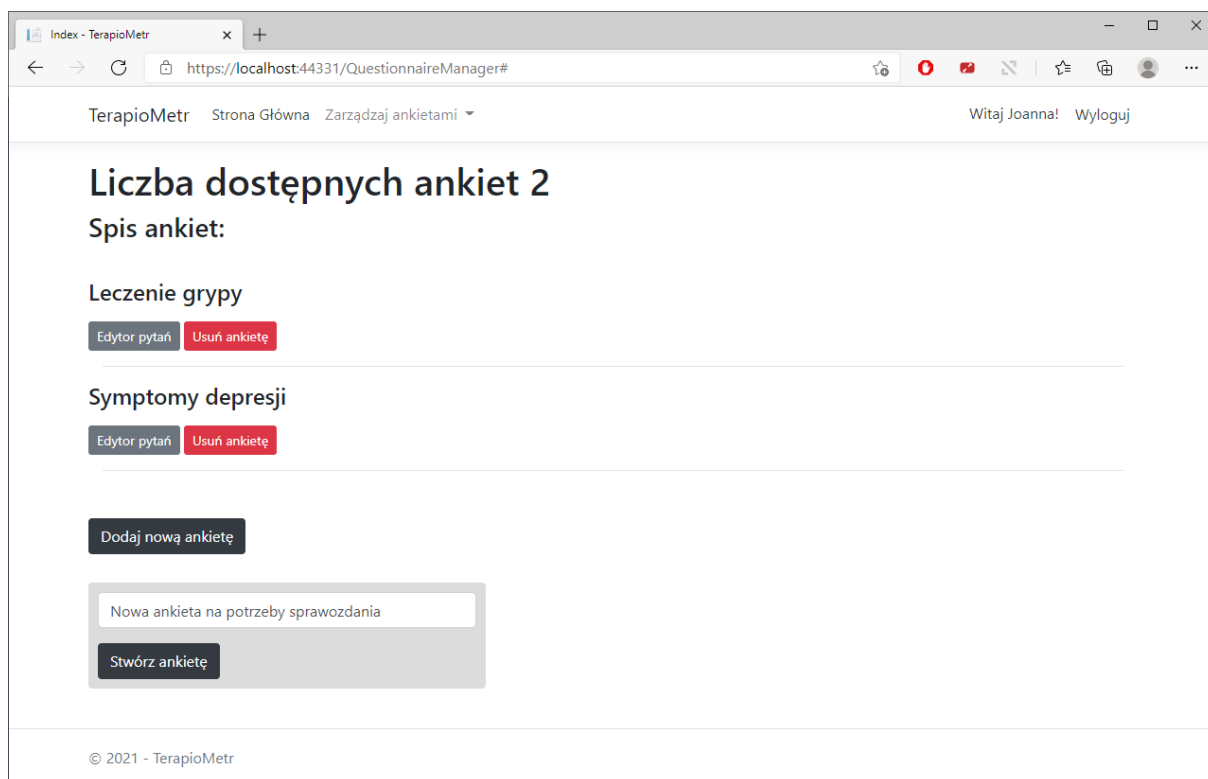 Index - TerapioMetr
https://localhost:44331/QuestionnaireManager#
TerapioMetr Strona Główna Zarządzaj ankietami Witaj Joanna! Wyloguj
Liczba dostępnych ankiet 2
Spis ankiet:
Leczenie grypy
Edytor pytań Usuń ankietę
Symptomy depresji
Edytor pytań Usuń ankietę
Dodaj nową ankietę
Nowa ankieta na potrzeby sprawozdania
Stwórz ankietę
© 2021 - TerapioMetr